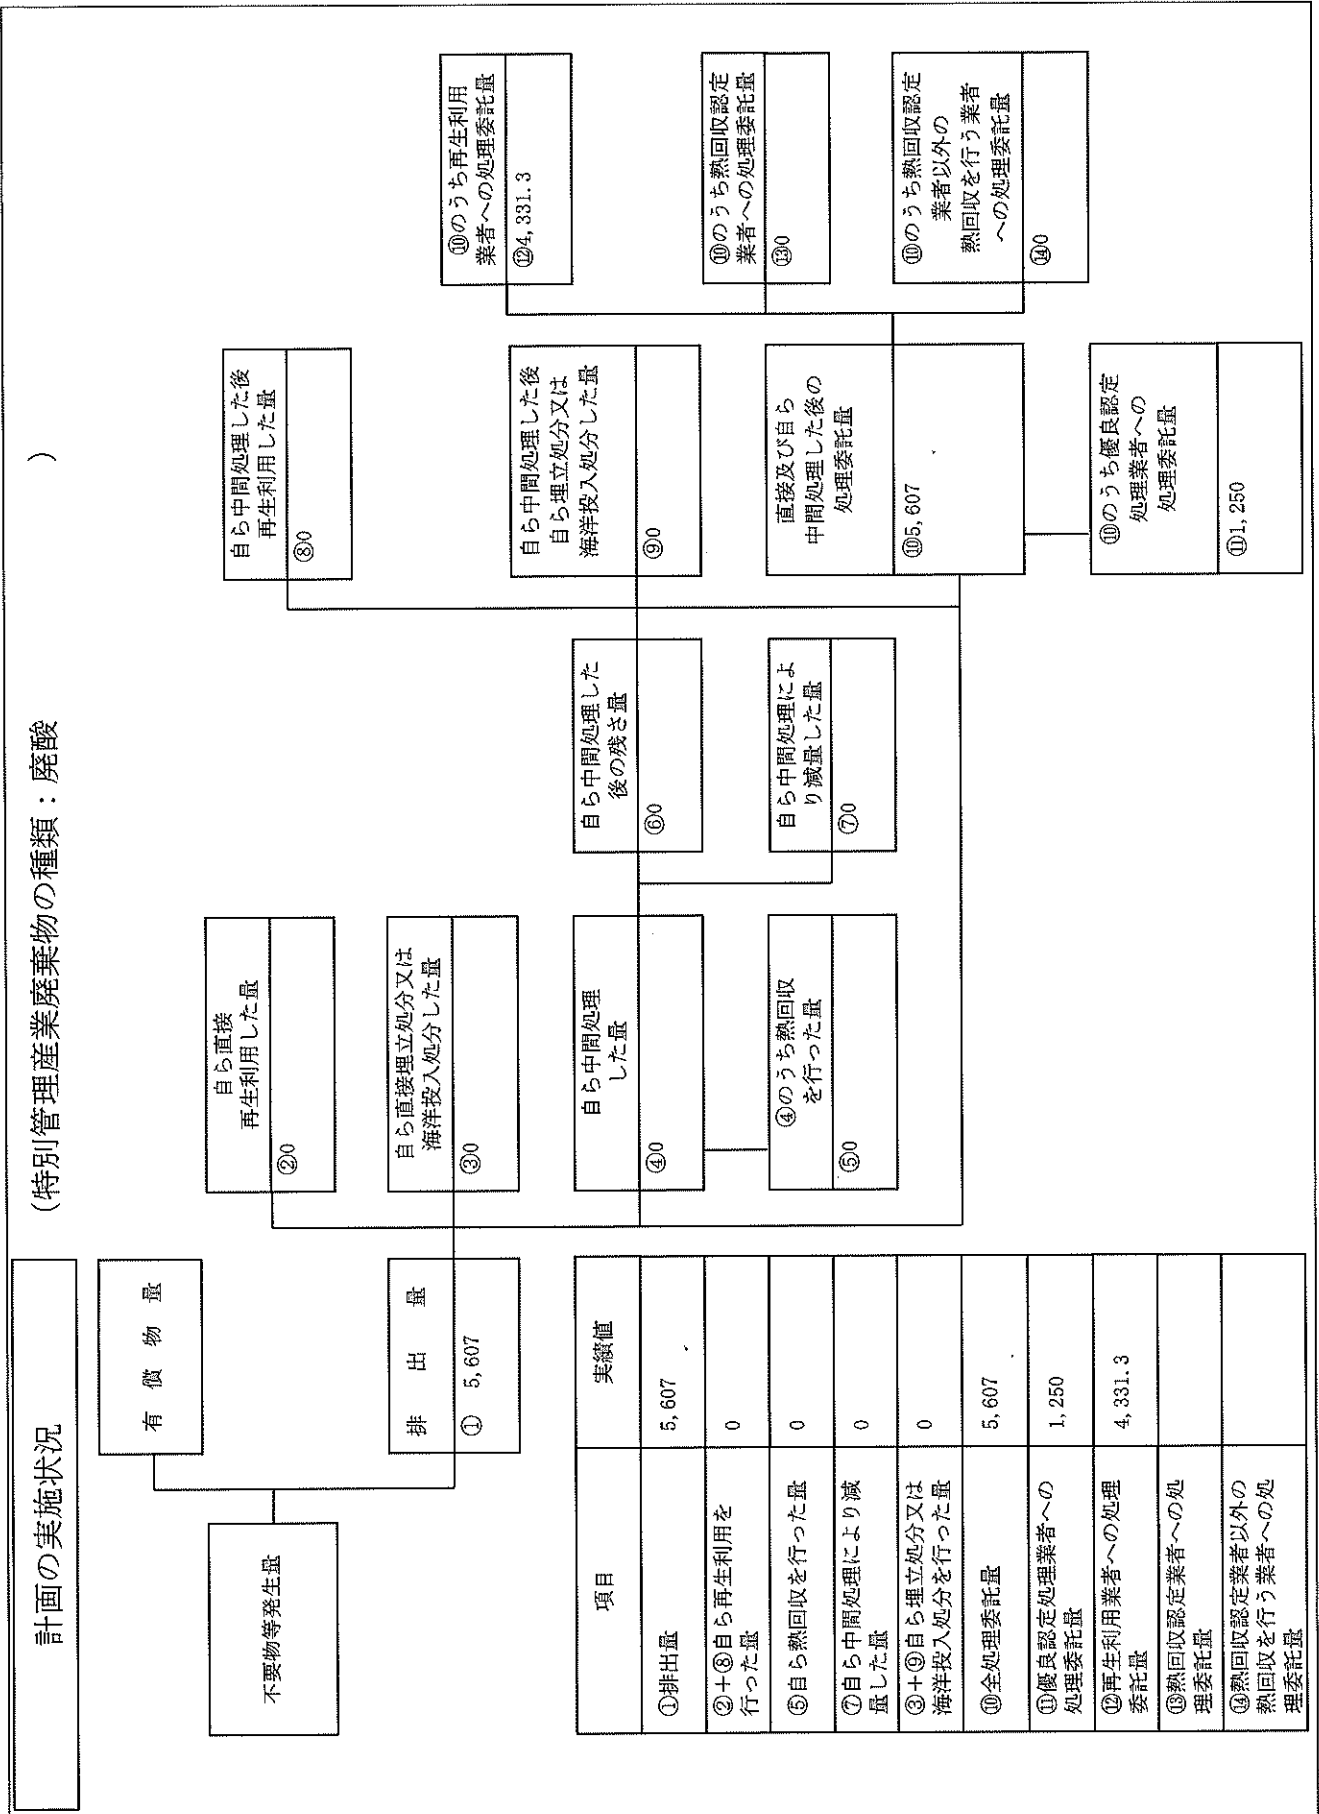 計画の実施状況
(特別管理産業廃棄物の種類：廃酸 )
不要物等発生量
有償物量
排出量
① 5,607
自ら直接
再生利用した量
②0
自ら直接埋立処分又は
海洋投入処分した量
③0
自ら中間処理
した量
④0
④のうち熱回収
を行った量
⑤0
自ら中間処理した
後の残さ量
⑥0
自ら中間処理によ
り減量した量
⑦0
自ら中間処理した後
再生利用した量
⑧0
自ら中間処理した後
自ら埋立処分又は
海洋投入処分した量
⑨0
直接及び自ら
中間処理した後の
処理委託量
⑩5,607
⑩のうち優良認定
処理業者への
処理委託量
⑪1,250
⑩のうち再生利用
業者への処理委託量
⑫4,331.3
⑩のうち熱回収認定
業者への処理委託量
⑬0
⑩のうち熱回収認定
業者以外の
熱回収を行う業者
への処理委託量
⑭0
項目 実績値
①排出量 5,607
②+⑧自ら再生利用を
行った量 0
⑤自ら熱回収を行った量 0
⑦自ら中間処理により減
量した量 0
③+⑨自ら埋立処分又は
海洋投入処分を行った量 0
⑩全処理委託量 5,607
⑪優良認定処理業者への
処理委託量 1,250
⑫再生利用業者への処理
委託量 4,331.3
⑬熱回収認定業者への処
理委託量
⑭熱回収認定業者以外の
熱回収を行う業者への処
理委託量